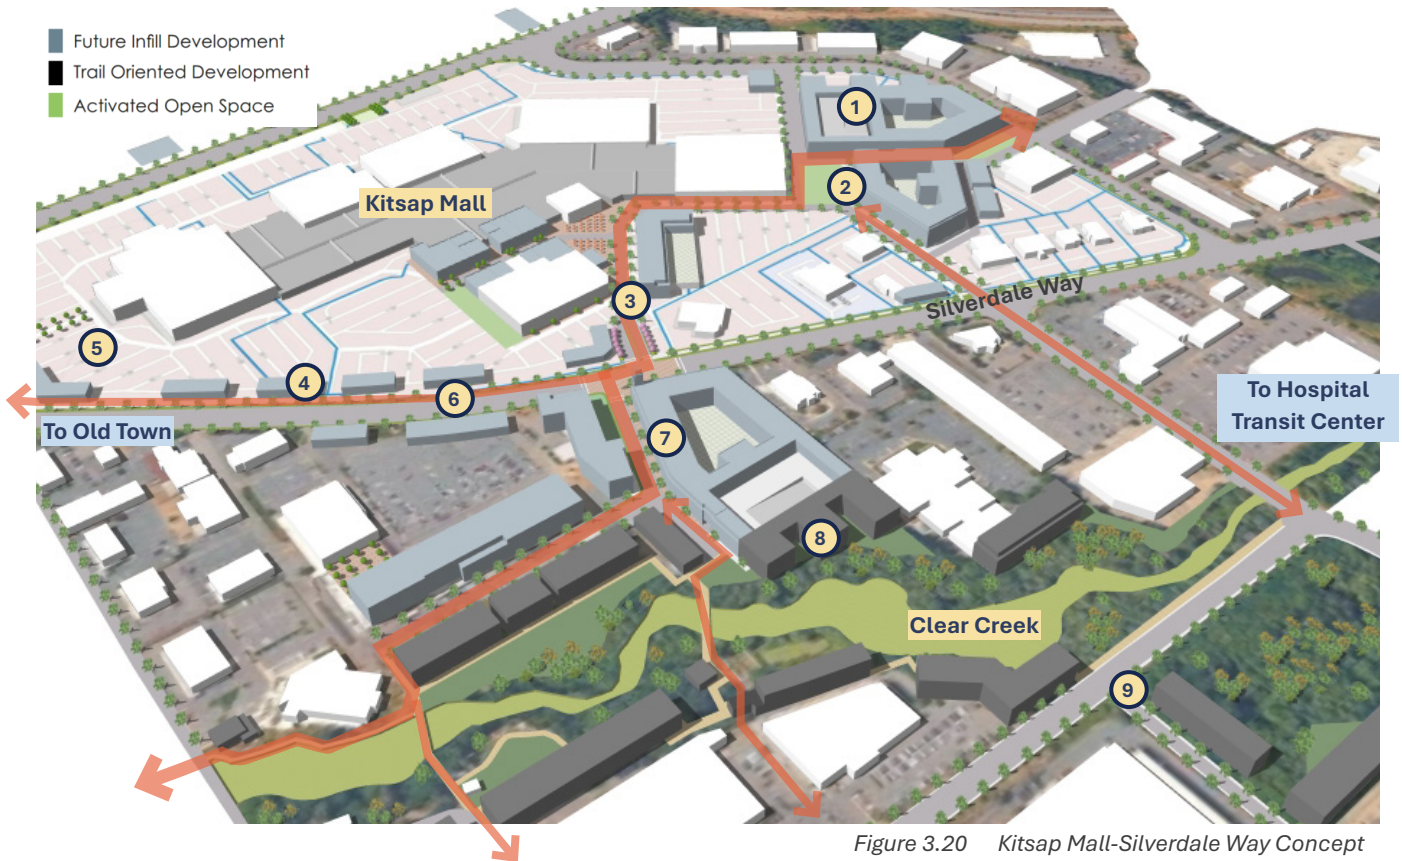 Future Infill Development
Trail Oriented Development
Activated Open Space
1
2
Kitsap Mall
3
Silverdale Way
5
4
6
To Hospital
Transit Center
To Old Town
7
8
Clear Creek
9
Figure 3.20 Kitsap Mall-Silverdale Way Concept